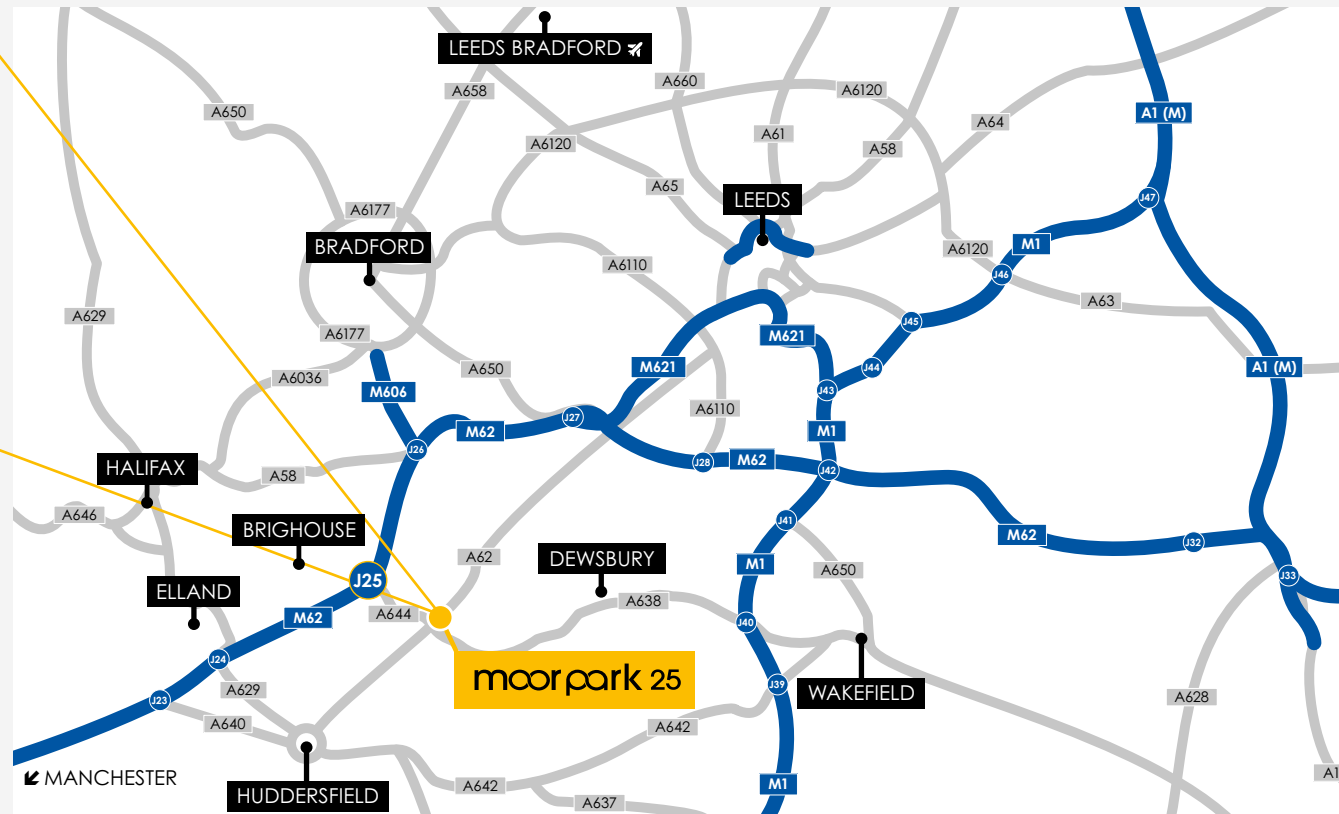 LEEDS BRADFORD
A650
A658
A660
A6120
A1 (M)
A61
A64
A6120
A58
A65
LEEDS
J47
A6177
BRADFORD
A6110
A6120
M1
J46
A63
A629
A6177
M621
M621
J45
A1 (M)
A650
J44
A6036
M606
J43
A6110
J27
M62
M1
J26
J28
M62
J42
HALIFAX
A58
A646
J41
BRIGHOUSE
M62
J32
A62
DEWSBURY
M1
A650
J25
J33
ELLAND
A638
A644
M62
J40
J24
moorpark 25
J39
WAKEFIELD
A629
J23
A628
A640
A642
MANCHESTER
A1
HUDDERSFIELD
A642
M1
A637